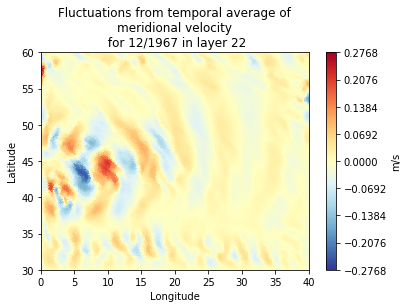 Fluctuations from temporal average of
meridional velocity
for 12/1967 in layer 22
60
55
50
45
40
35
30
Latitude
0 5 10 15 20 25 30 35 40
Longitude
0.2768
0.2076
0.1384
0.0692
0.0000
−0.0692
−0.1384
−0.2076
−0.2768
m/s